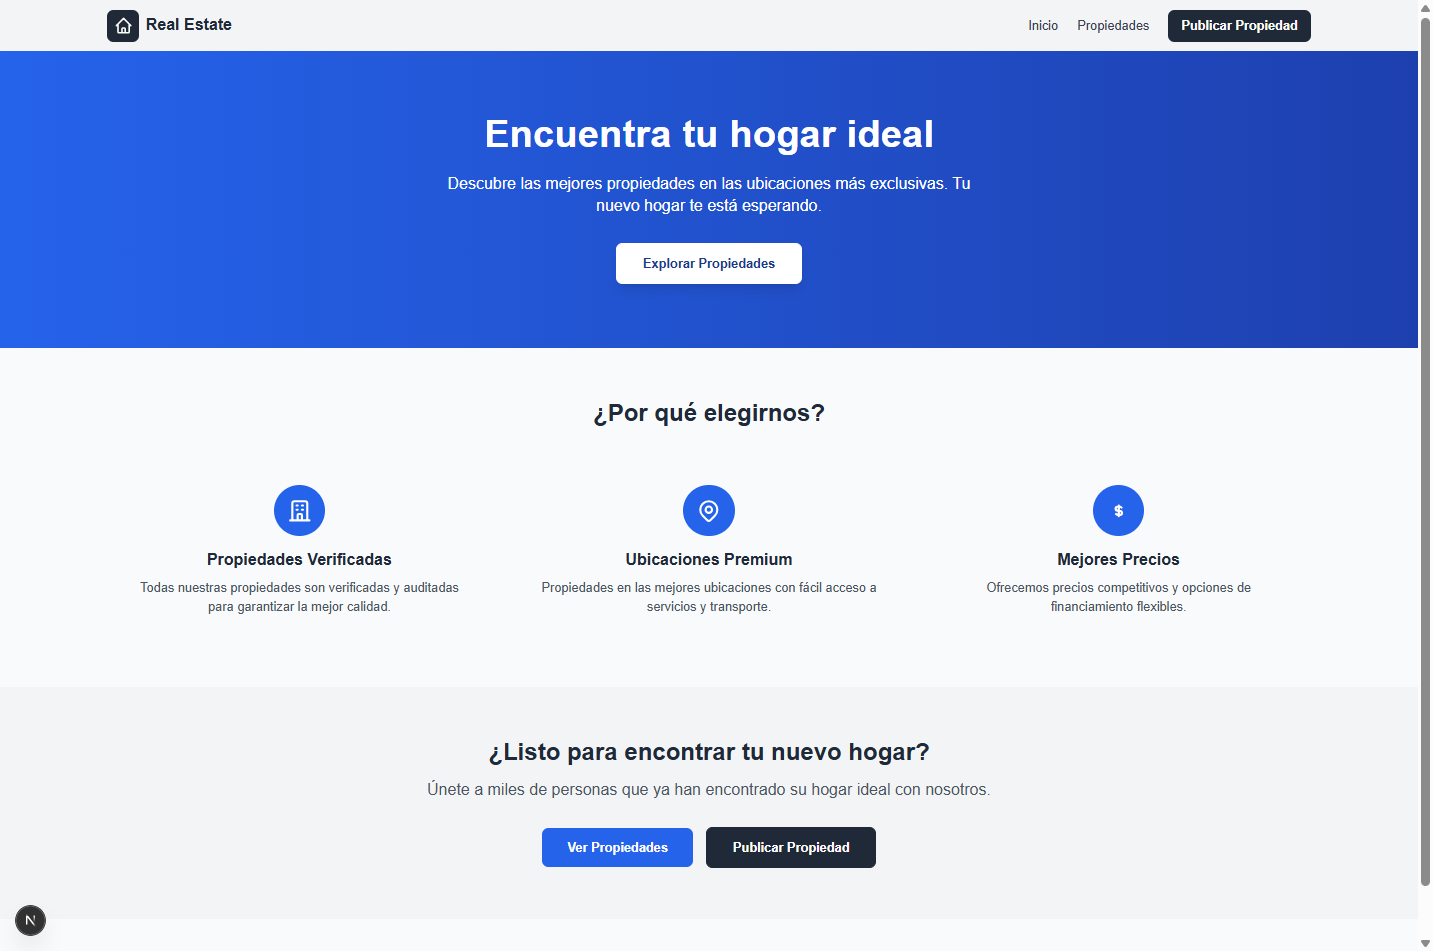 Real Estate
Inicio
Propiedades
Publicar Propiedad
Encuentra tu hogar ideal
Descubre las mejores propiedades en las ubicaciones más exclusivas. Tu
nuevo hogar te está esperando.
Explorar Propiedades
¿Por qué elegirnos?
Propiedades Verificadas
Todas nuestras propiedades son verificadas y auditadas
para garantizar la mejor calidad.
Ubicaciones Premium
Propiedades en las mejores ubicaciones con fácil acceso a
servicios y transporte.
$
Mejores Precios
Ofrecemos precios competitivos y opciones de
financiamiento flexibles.
¿Listo para encontrar tu nuevo hogar?
Únete a miles de personas que ya han encontrado su hogar ideal con nosotros.
Ver Propiedades
Publicar Propiedad
N